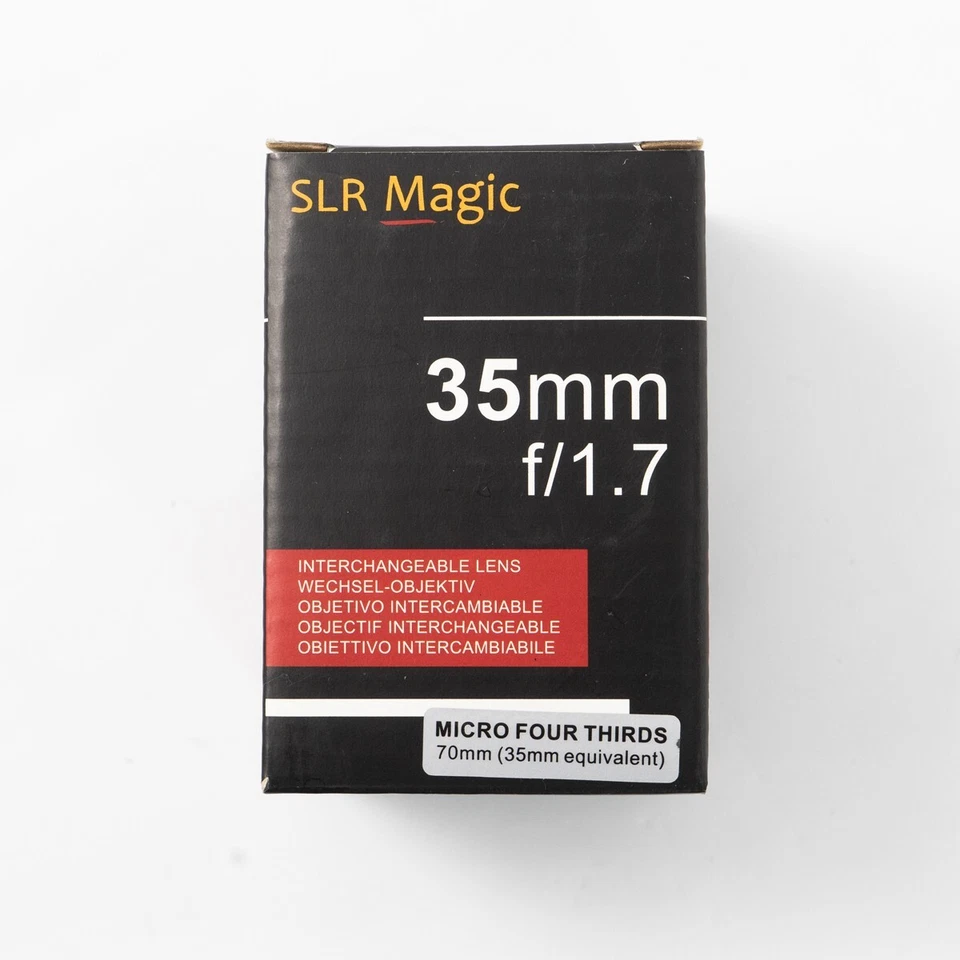 SLR Magic
35mm
f/1.7
INTERCHANGEABLE LENS
WECHSEL-OBJEKTIV
OBJETIVO INTERCAMBIABLE
OBJECTIF INTERCHANGEABLE
OBIETTIVO INTERCAMBIABILE
MICRO FOUR THIRDS
70mm (35mm equivalent)